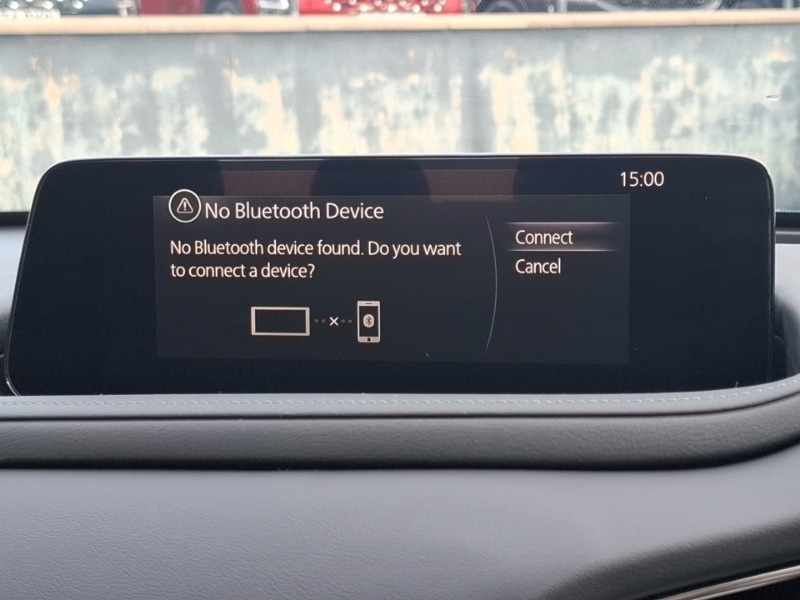 15:00
No Bluetooth Device
No Bluetooth device found. Do you want
to connect a device?
Connect
Cancel